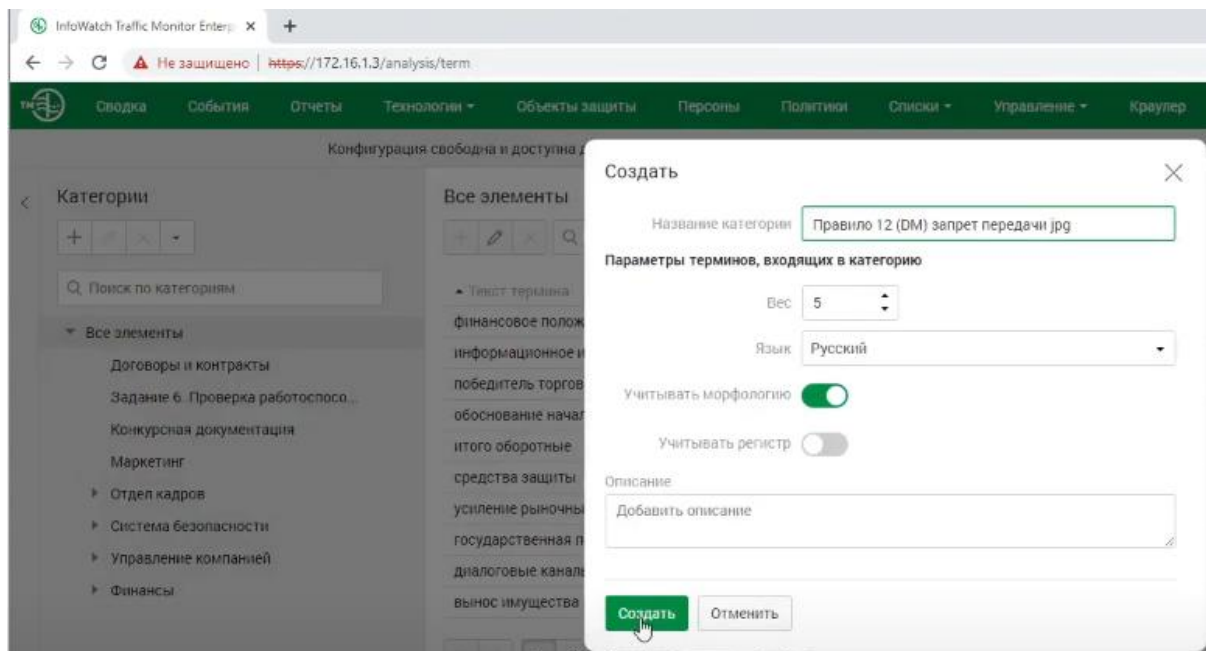 InfoWatch Traffic Monitor Enterp
Не защищено | https://172.16.1.3/analysis/term
Сводка События Отчеты Технологии Объекты защиты Персоны Политики Списки Управление Краулер
Конфигурация свободна и доступна д
Категории
Поиск по категориям
Все элементы
Договоры и контракты
Задание 6. Проверка работоспосо...
Конкурсная документация
Маркетинг
Отдел кадров
Система безопасности
Управление компанией
Финансы
Все элементы
Текст термина
финансовое полож
информационное и
победитель торгов
обоснование начал
итого оборотные
средства защиты
усиление рыночны
государственная п
диалоговые каналы
вынос имущества
Создать
Название категории Правило 12 (DM) запрет передачи jpg
Параметры терминов, входящих в категорию
Вес 5
Язык Русский
Учитывать морфологию
Учитывать регистр
Описание
Добавить описание
Создать Отменить